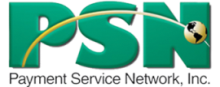 PSN
Payment Service Network, Inc.